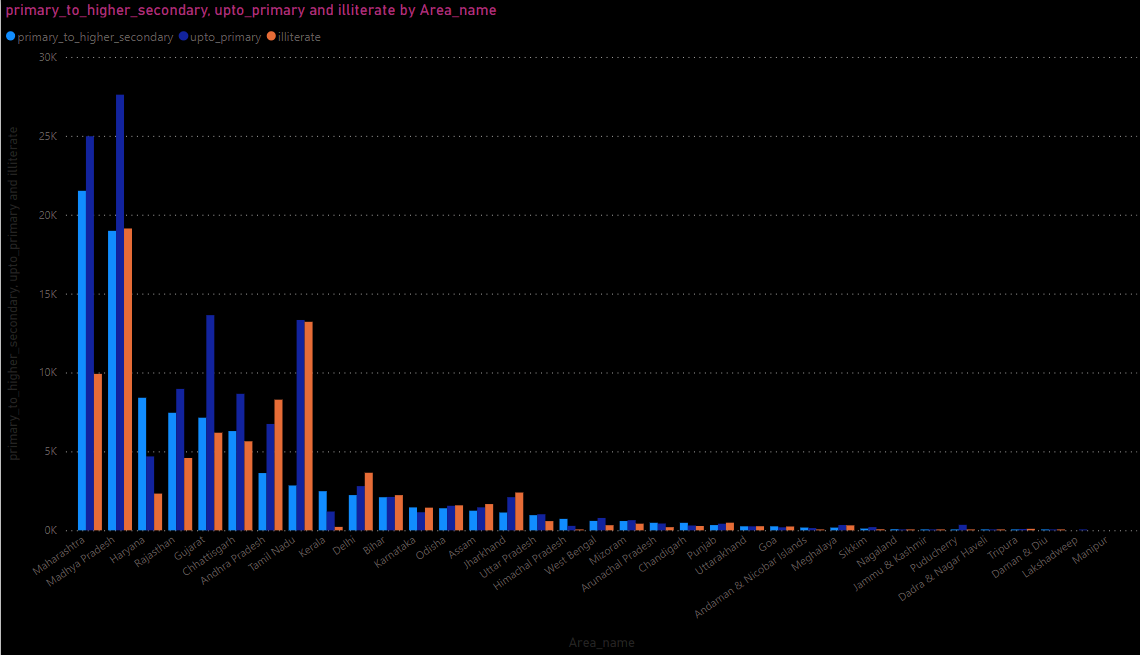 primary_to_higher_secondary, upto_primary and illiterate by Area_name
primary_to_higher_secondary upto_primary illiterate
30K
25K
20K
15K
10K
5K
0K
primary_to_higher_secondary, upto_primary and illiterate
Maharashtra
Madhya Pradesh
Haryana
Rajasthan
Gujarat
Chhattisgarh
Andhra Pradesh
Tamil Nadu
Kerala
Delhi
Bihar
Karnataka
Odisha
Assam
Jharkhand
Uttar Pradesh
Himachal Pradesh
West Bengal
Mizoram
Arunachal Pradesh
Chandigarh
Punjab
Uttarakhand
Goa
Andaman & Nicobar Islands
Meghalaya
Sikkim
Nagaland
Jammu & Kashmir
Puducherry
Dadra & Nagar Haveli
Tripura
Daman & Diu
Lakshadweep
Manipur
Area_name